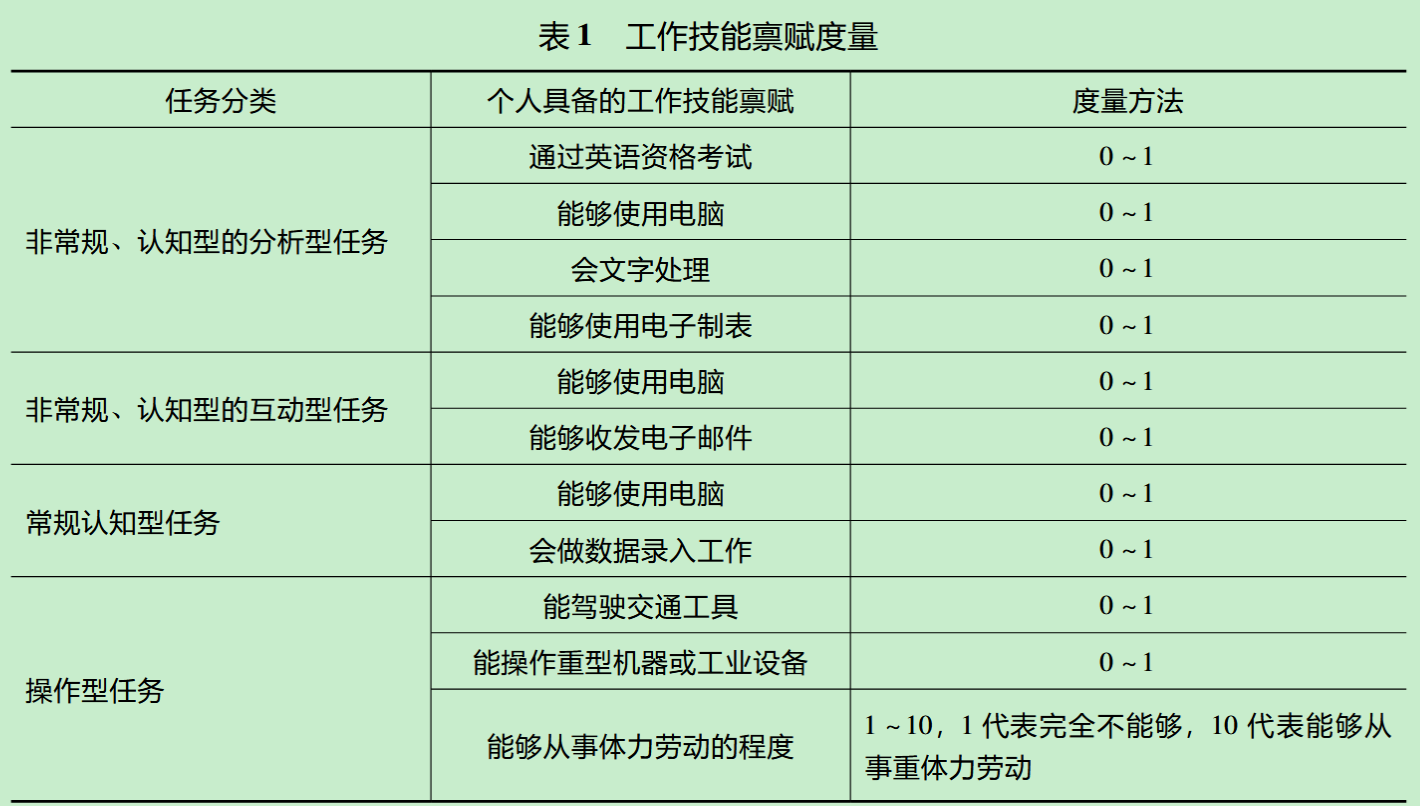 表1 工作技能禀赋度量
任务分类 个人具备的工作技能禀赋 度量方法
非常规、认知型的分析型任务
通过英语资格考试 0 ~ 1
能够使用电脑 0 ~ 1
会文字处理 0 ~ 1
能够使用电子制表 0 ~ 1
非常规、认知型的互动型任务
能够使用电脑 0 ~ 1
能够收发电子邮件 0 ~ 1
常规认知型任务
能够使用电脑 0 ~ 1
会做数据录入工作 0 ~ 1
操作型任务
能驾驶交通工具 0 ~ 1
能操作重型机器或工业设备 0 ~ 1
能够从事体力劳动的程度
1 ~10，1 代表完全不能够，10 代表能够从
事重体力劳动